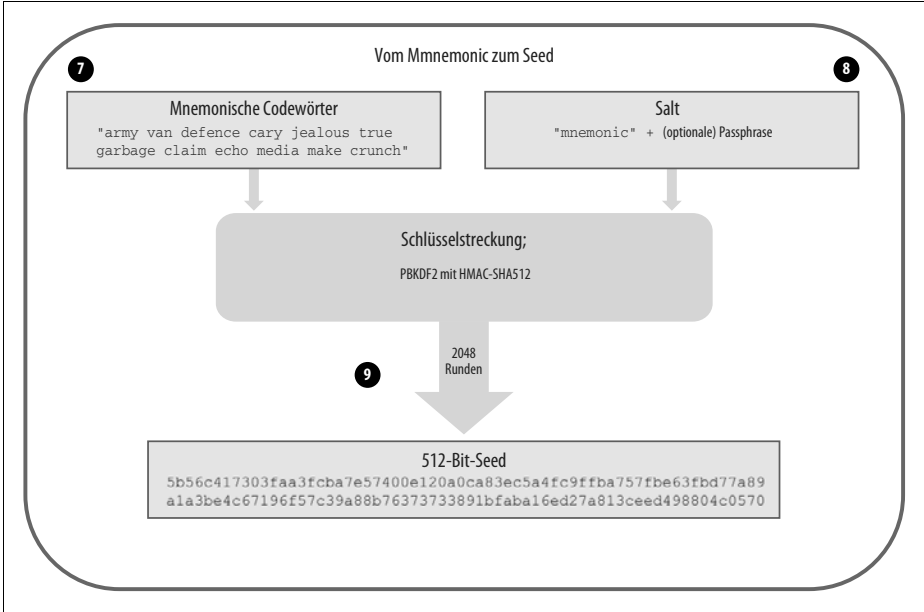 Vom Mmnemonic zum Seed
7
8
Mnemonische Codewörter
"army van defence cary jealous true
garbage claim echo media make crunch"
Salt
"mnemonic" + (optionale) Passphrase
Schlüsselstreckung;
PBKDF2 mit HMAC-SHA512
2048
Runden
9
512-Bit-Seed
5b56c417303faa3fcba7e57400e120a0ca83ec5a4fc9ffba757fbe63fbd77a89
a1a3be4c67196f57c39a88b76373733891bfaba16ed27a813ceed498804c0570